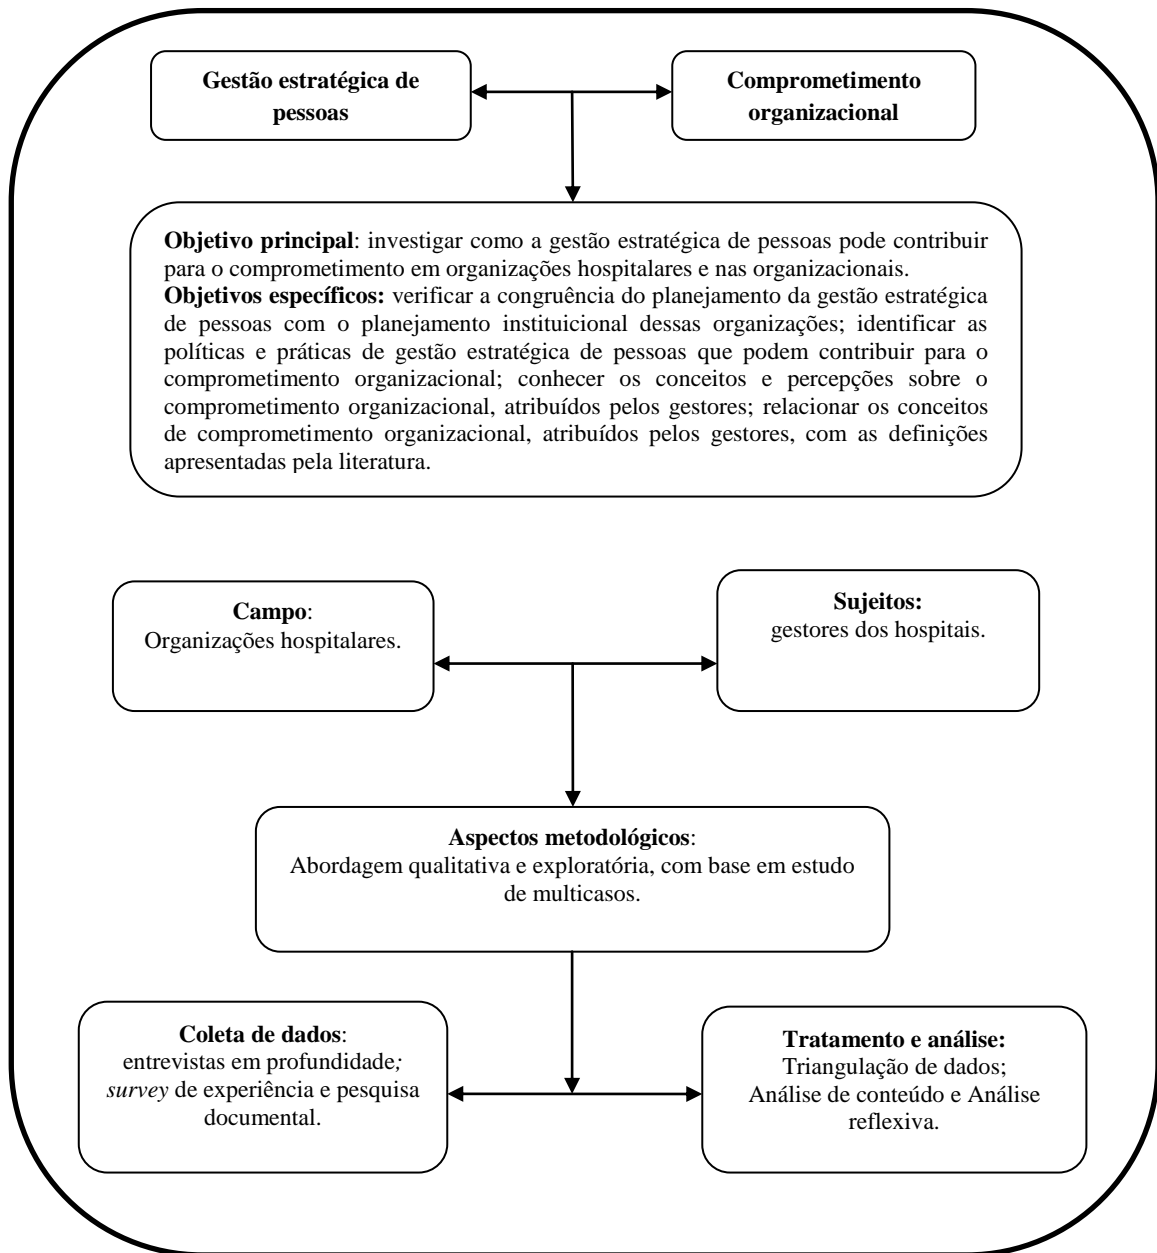 Gestão estratégica de
pessoas
Comprometimento
organizacional
Objetivo principal: investigar como a gestão estratégica de pessoas pode contribuir
para o comprometimento em organizações hospitalares e nas organizacionais.
Objetivos específicos: verificar a congruência do planejamento da gestão estratégica
de pessoas com o planejamento instituicional dessas organizações; identificar as
políticas e práticas de gestão estratégica de pessoas que podem contribuir para o
comprometimento organizacional; conhecer os conceitos e percepções sobre o
comprometimento organizacional, atribuídos pelos gestores; relacionar os conceitos
de comprometimento organizacional, atribuídos pelos gestores, com as definições
apresentadas pela literatura.
Campo:
Organizações hospitalares.
Sujeitos:
gestores dos hospitais.
Aspectos metodológicos:
Abordagem qualitativa e exploratória, com base em estudo
de multicasos.
Coleta de dados:
entrevistas em profundidade;
survey de experiência e pesquisa
documental.
Tratamento e análise:
Triangulação de dados;
Análise de conteúdo e Análise
reflexiva.